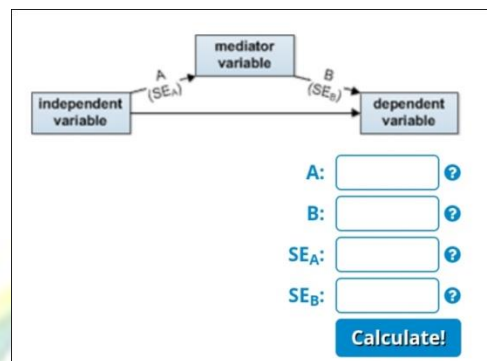 mediator
variable
A
(SEA)
B
(SEB)
independent
variable
dependent
variable
A:
?
B:
?
SEA:
?
SEB:
?
Calculate!